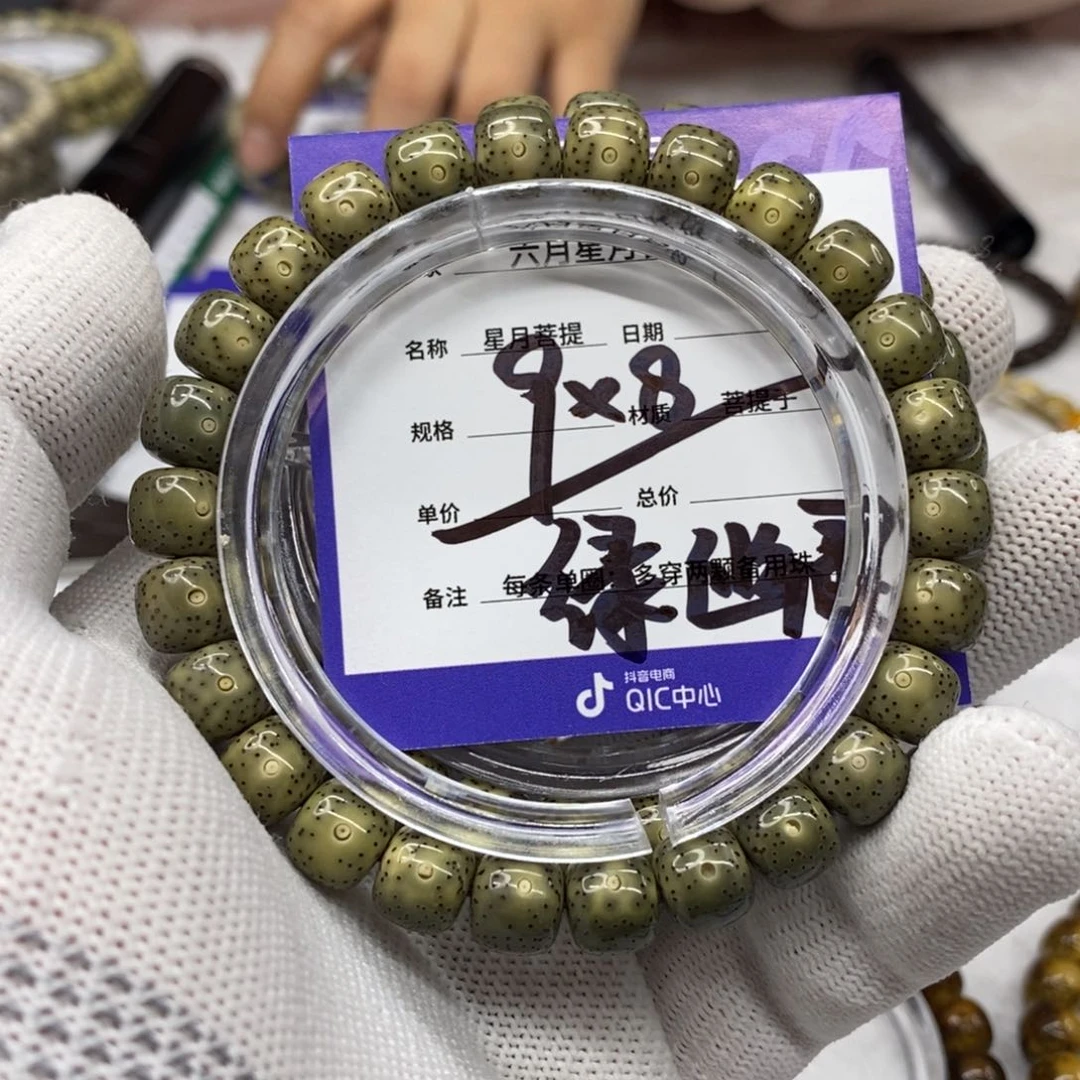 六月星月
名称 星月菩提 日期
9×8
规格 材质 菩提子
单价 总价
绿幽灵
备注 每条单圈，多穿两颗备用珠
抖音电商
QIC中心